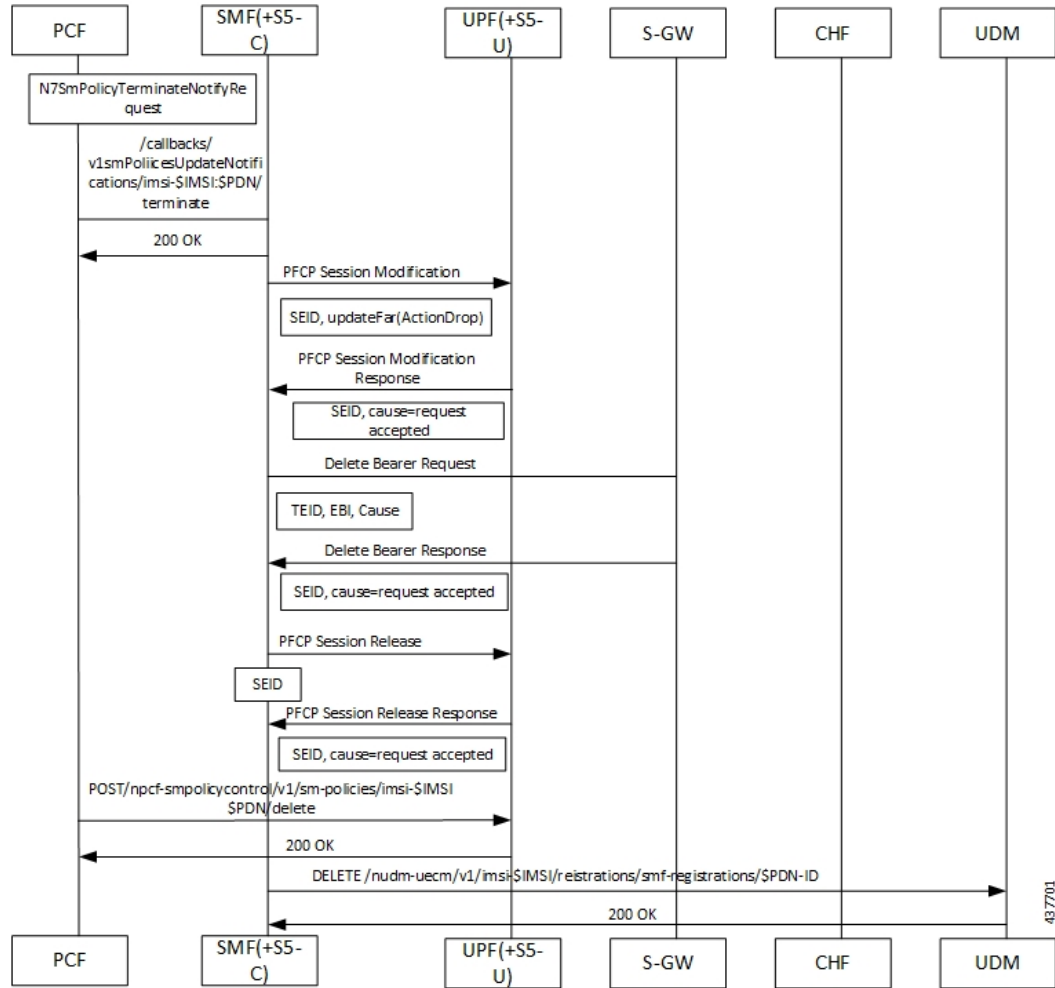 PCF
SMF(+S5-
C)
UPF(+S5-
U)
S-GW
CHF
UDM
N7SmPolicyTerminateNotifyRe
quest
/callbacks/
v1smPoliicesUpdateNotifi
cations/imsi-$IMSI:$PDN/
terminate
200 OK
PFCP Session Modification
SEID, updateFar(ActionDrop)
PFCP Session Modification
Response
SEID, cause=request
accepted
Delete Bearer Request
TEID, EBI, Cause
Delete Bearer Response
SEID, cause=request accepted
PFCP Session Release
SEID
PFCP Session Release Response
SEID, cause=request accepted
POST/npcf-smpolicycontrol/v1/sm-policies/imsi-$IMSI
$PDN/delete
200 OK
DELETE /nudm-uecm/v1/imsi-$IMSI/reistrations/smf-registrations/$PDN-ID
200 OK
437701
PCF
SMF(+S5-
C)
UPF(+S5-
U)
S-GW
CHF
UDM